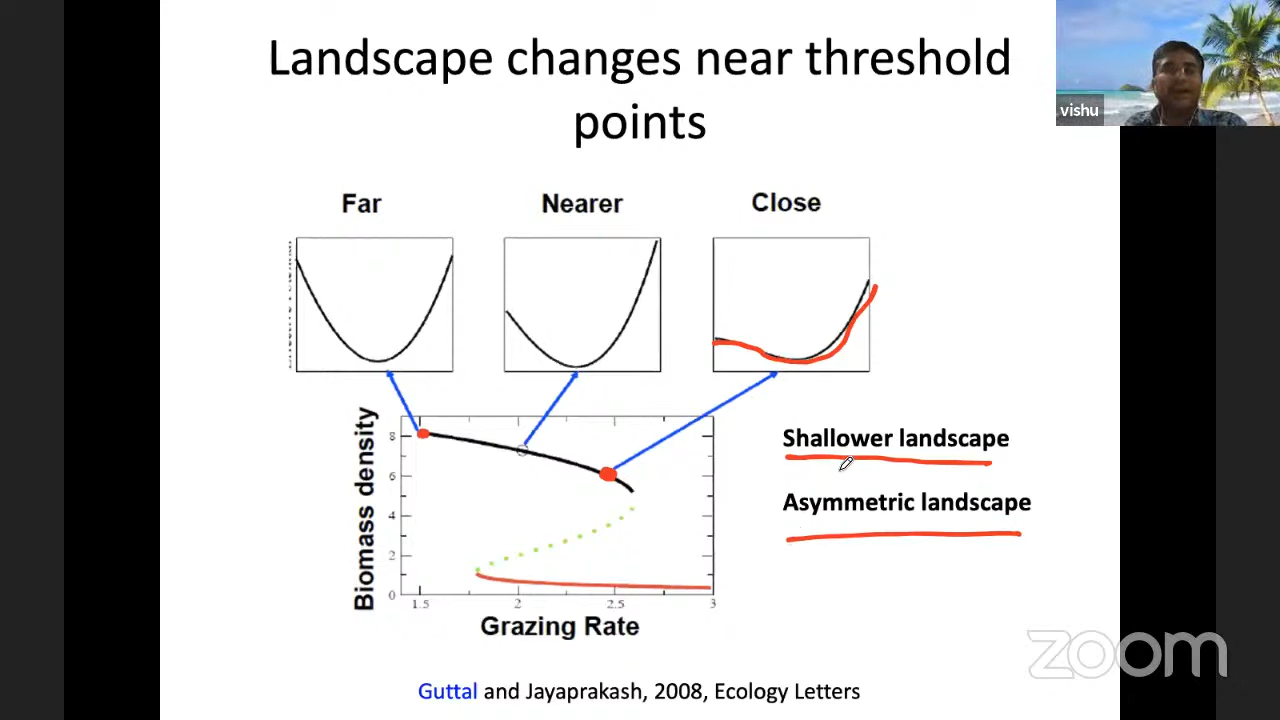 Landscape changes near threshold
points
vishu
Far
Nearer
Close
Biomass density
8
6
4
2
0
1.5
2
2.5
3
Grazing Rate
Shallower landscape
Asymmetric landscape
zoom
Guttal and Jayaprakash, 2008, Ecology Letters